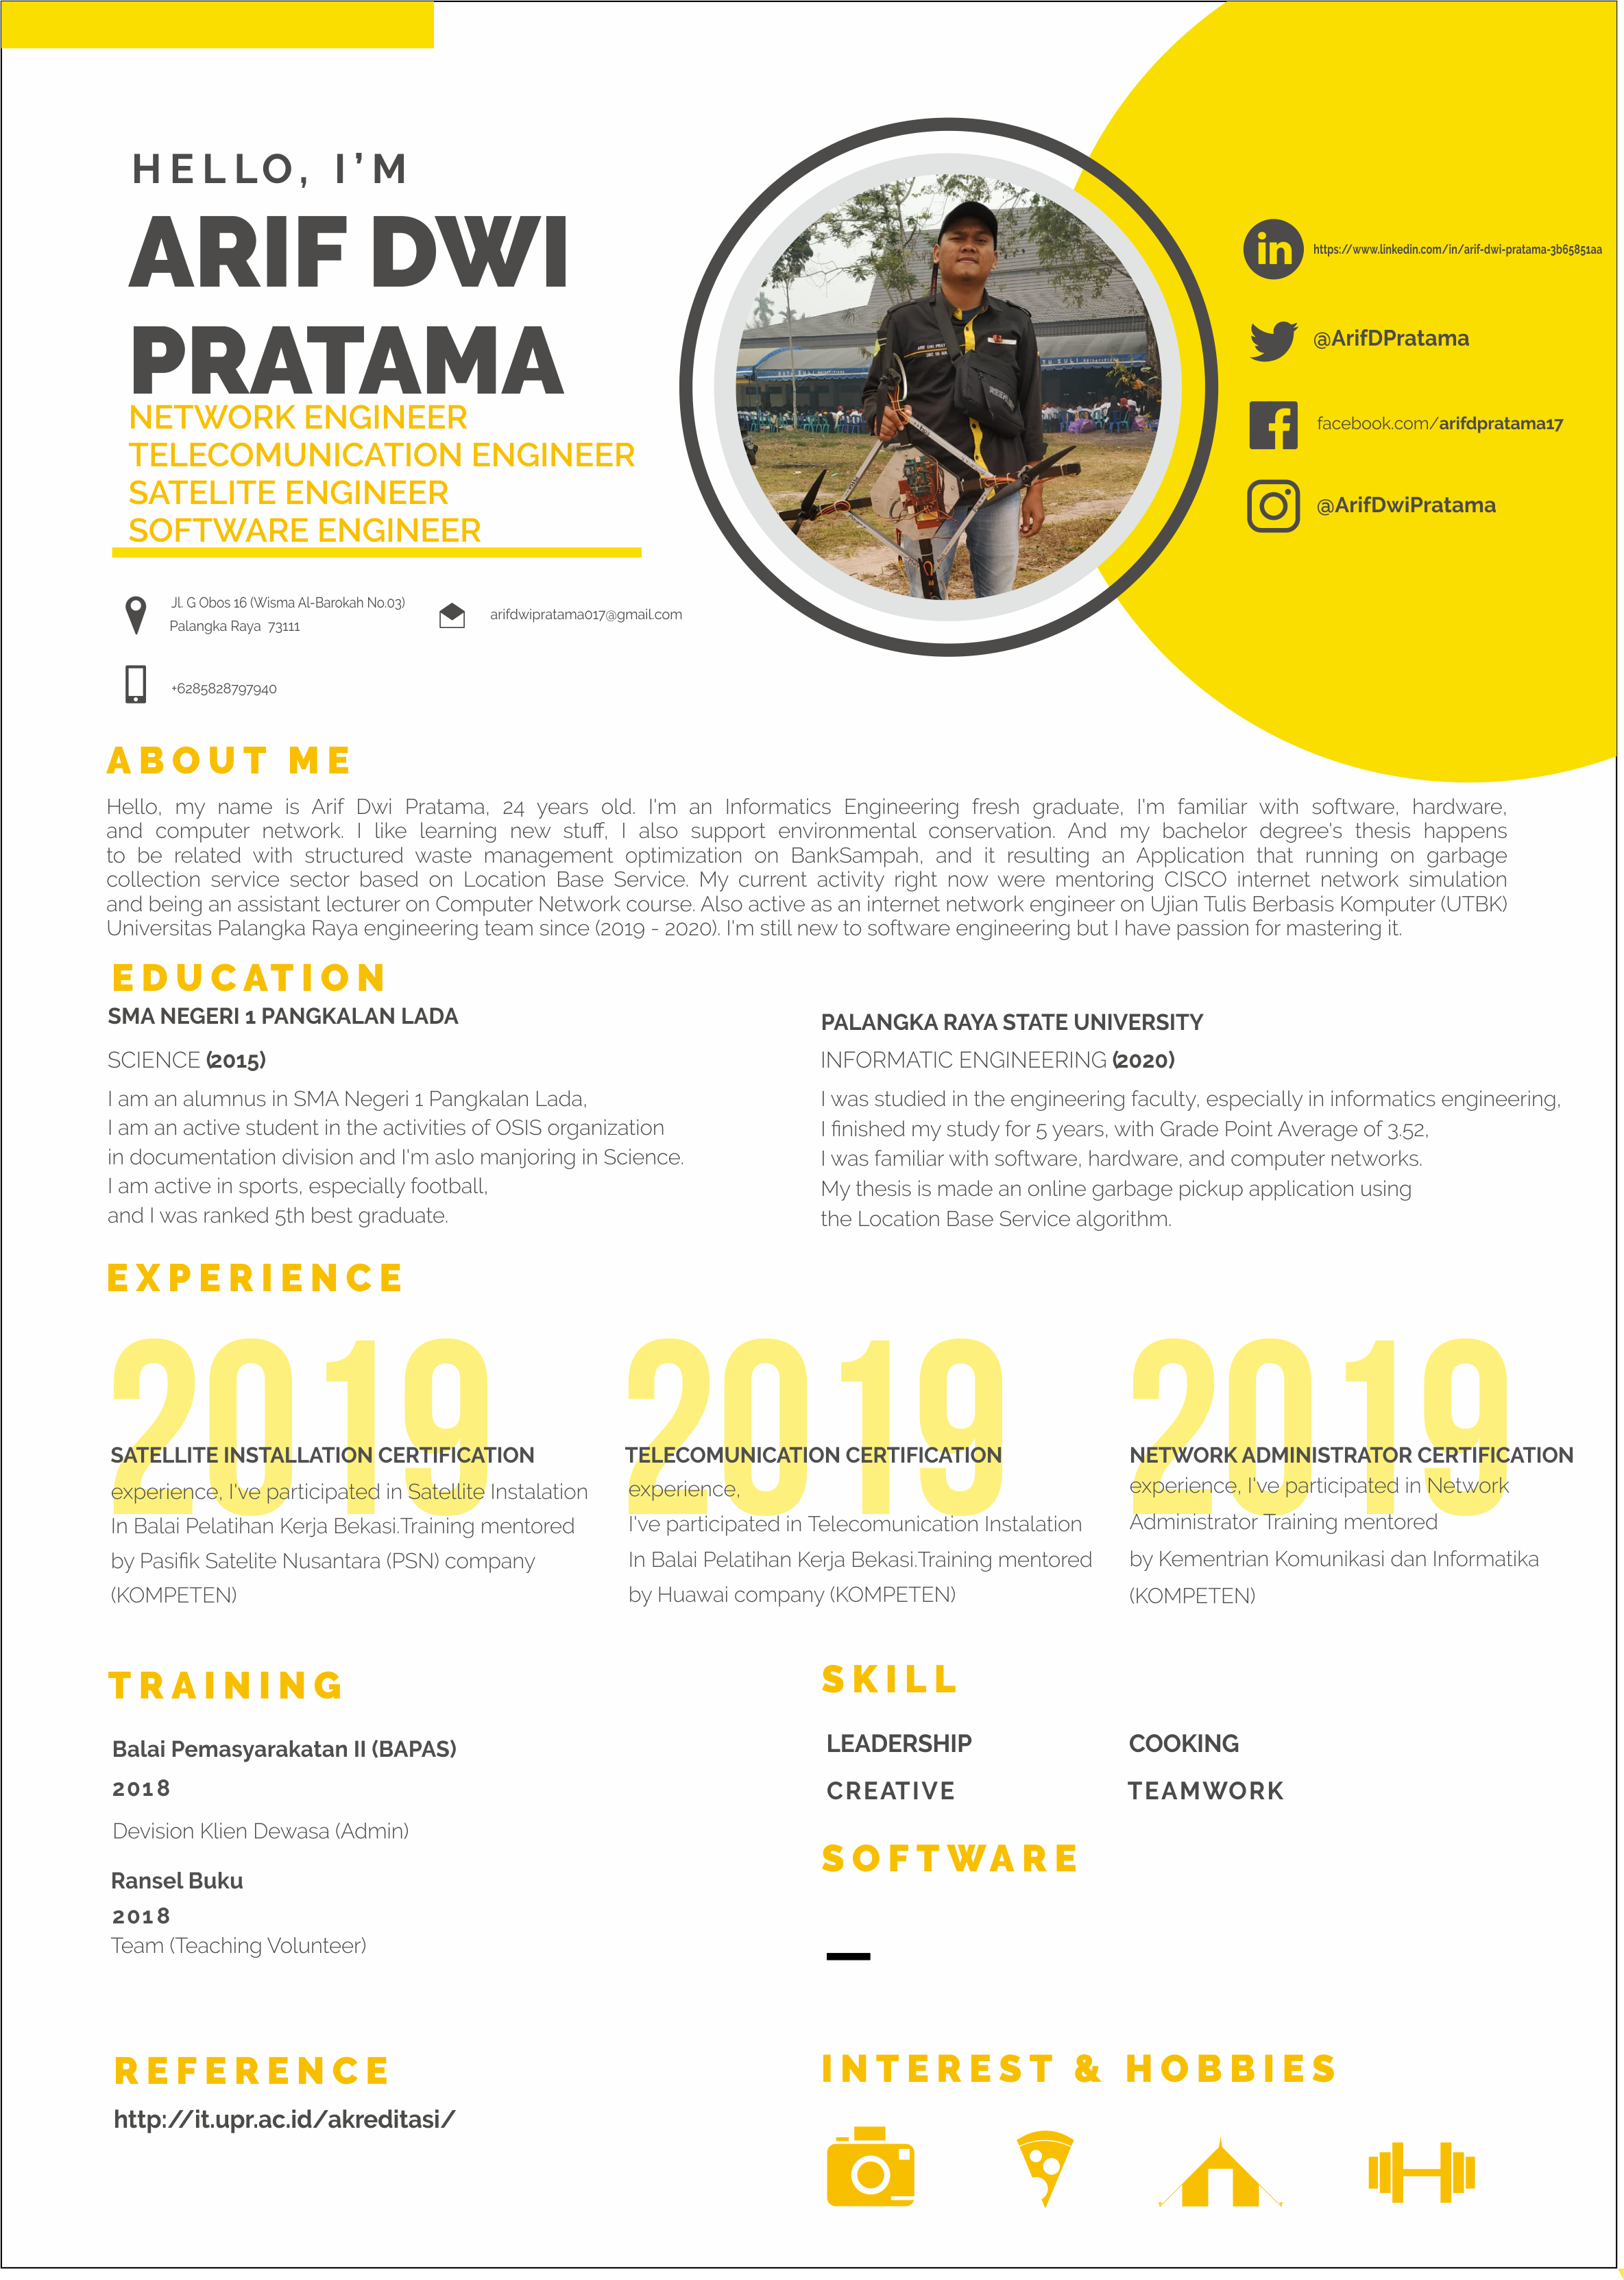 HELLO, I'M
ARIF DWI
PRATAMA
NETWORK ENGINEER
TELECOMUNICATION ENGINEER
SATELITE ENGINEER
SOFTWARE ENGINEER
Jl. G Obos 16 (Wisma Al-Barokah No.03)
Palangka Raya 73111
arifdwipratama017@gmail.com
+6285828797940
https://www.linkedin.com/in/arif-dwi-pratama-3b65851aa
@ArifDPratama
facebook.com/arifdpratama17
@ArifDwiPratama
ABOUT ME
Hello, my name is Arif Dwi Pratama, 24 years old. I'm an Informatics Engineering fresh graduate, I'm familiar with software, hardware,
and computer network. I like learning new stuff, I also support environmental conservation. And my bachelor degree's thesis happens
to be related with structured waste management optimization on BankSampah, and it resulting an Application that running on garbage
collection service sector based on Location Base Service. My current activity right now were mentoring CISCO internet network simulation
and being an assistant lecturer on Computer Network course. Also active as an internet network engineer on Ujian Tulis Berbasis Komputer (UTBK)
Universitas Palangka Raya engineering team since (2019 - 2020). I'm still new to software engineering but I have passion for mastering it.
EDUCATION
SMA NEGERI 1 PANGKALAN LADA
SCIENCE (2015)
I am an alumnus in SMA Negeri 1 Pangkalan Lada,
I am an active student in the activities of OSIS organization
in documentation division and I'm aslo manjoring in Science.
I am active in sports, especially football,
and I was ranked 5th best graduate.
PALANGKA RAYA STATE UNIVERSITY
INFORMATIC ENGINEERING (2020)
I was studied in the engineering faculty, especially in informatics engineering,
I finished my study for 5 years, with Grade Point Average of 3.52,
I was familiar with software, hardware, and computer networks.
My thesis is made an online garbage pickup application using
the Location Base Service algorithm.
EXPERIENCE
2019
SATELLITE INSTALLATION CERTIFICATION
experience, I've participated in Satellite Instalation
In Balai Pelatihan Kerja Bekasi.Training mentored
by Pasifik Satelite Nusantara (PSN) company
(KOMPETEN)
2019
TELECOMUNICATION CERTIFICATION
experience,
I've participated in Telecomunication Instalation
In Balai Pelatihan Kerja Bekasi.Training mentored
by Huawai company (KOMPETEN)
2019
NETWORK ADMINISTRATOR CERTIFICATION
experience, I've participated in Network
Administrator Training mentored
by Kementrian Komunikasi dan Informatika
(KOMPETEN)
TRAINING
Balai Pemasyarakatan II (BAPAS)
2018
Devision Klien Dewasa (Admin)
Ransel Buku
2018
Team (Teaching Volunteer)
SKILL
LEADERSHIP
COOKING
CREATIVE
TEAMWORK
SOFTWARE
REFERENCE
http://it.upr.ac.id/akreditasi/
INTEREST & HOBBIES